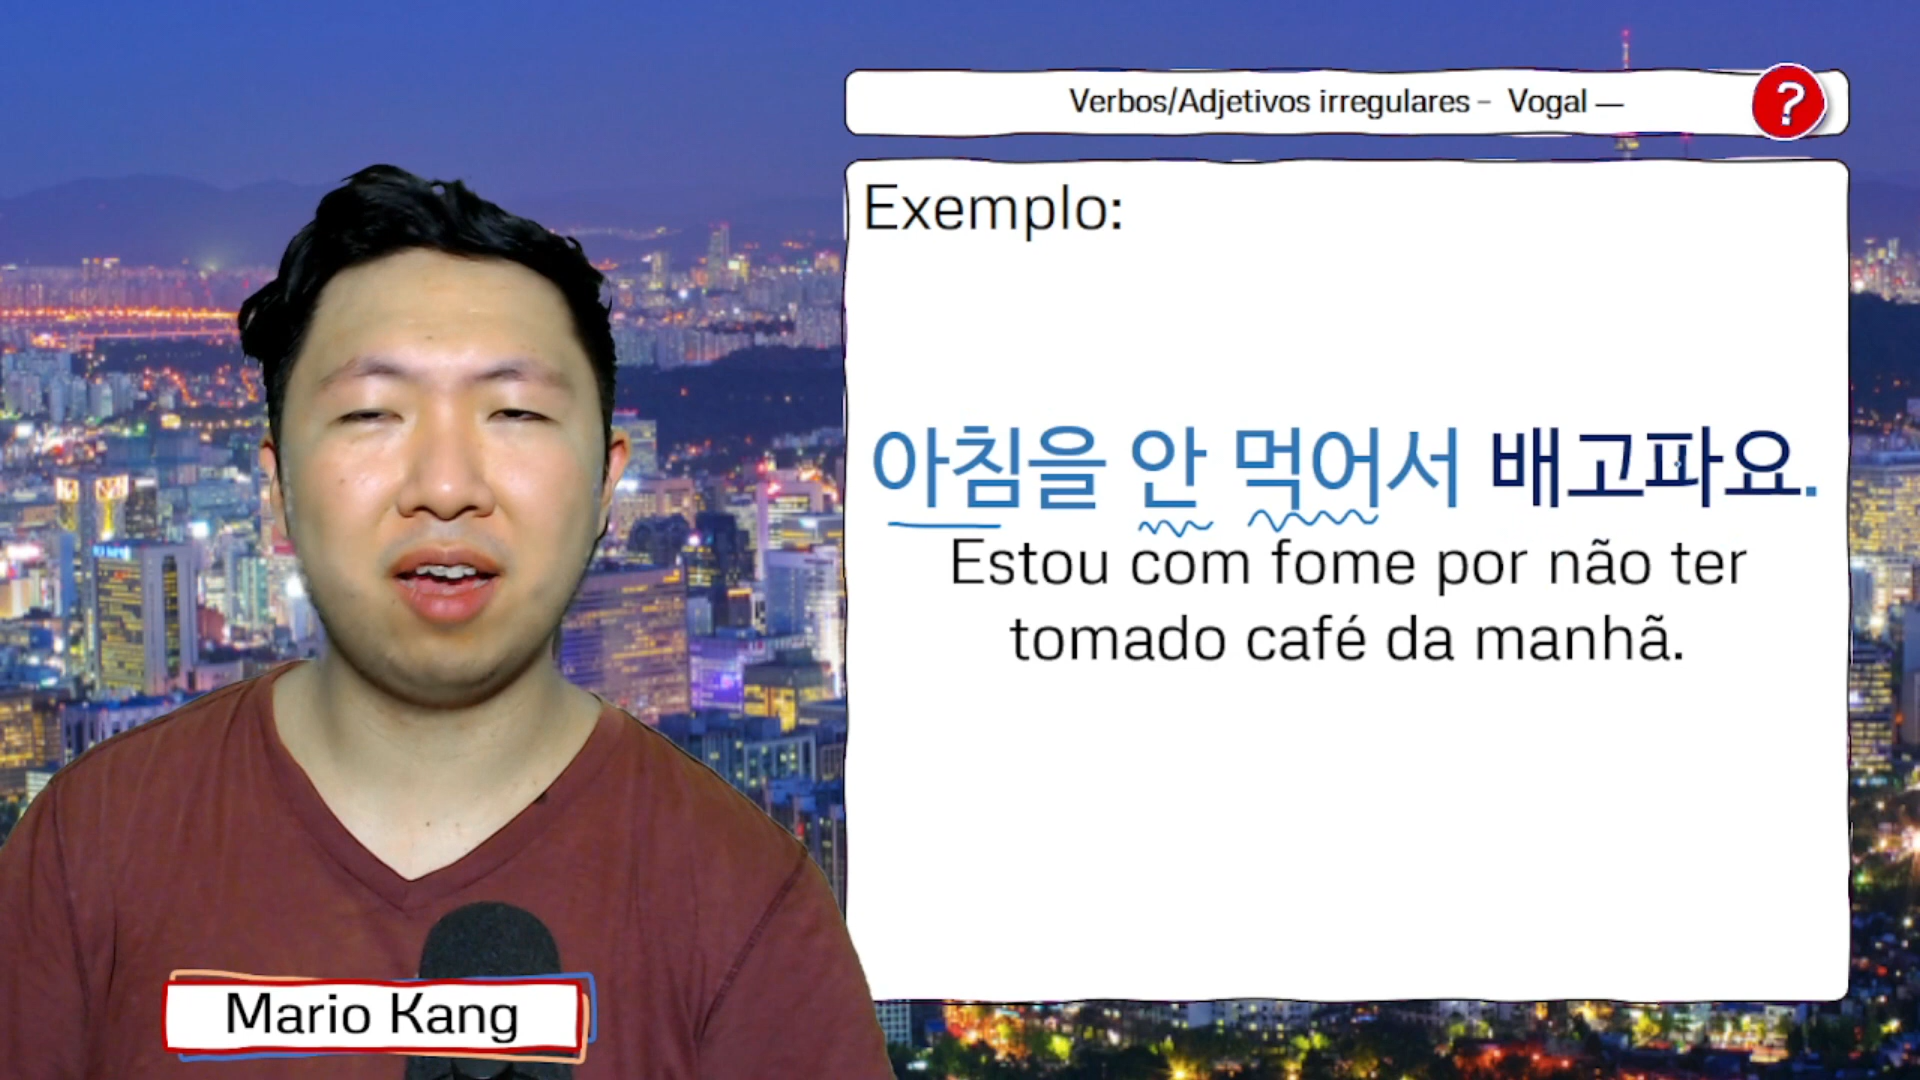 Verbos/Adjetivos irregulares - Vogal ㅡ
?
Exemplo:
아침을 안 먹어서 배고파요.
Estou com fome por não ter
tomado café da manhã.
Mario Kang